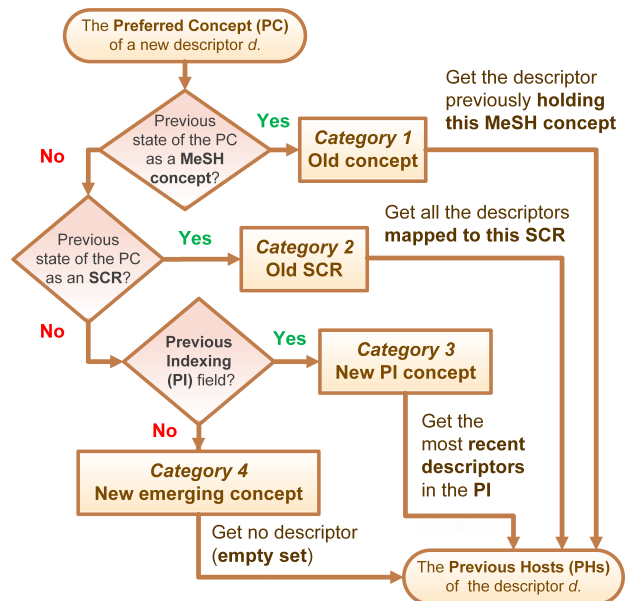 The Preferred Concept (PC)
of a new descriptor d.
Get the descriptor
previously holding
this MeSH concept
Previous
state of the PC
as a MeSH
concept?
Yes
Category 1
Old concept
No
Get all the descriptors
mapped to this SCR
Previous
state of the PC
as an SCR?
Yes
Category 2
Old SCR
No
Previous
Indexing
(PI) field?
Yes
Category 3
New PI concept
No
Get the
most recent
descriptors
in the PI
Category 4
New emerging concept
Get no descriptor
(empty set)
The Previous Hosts (PHs)
of the descriptor d.